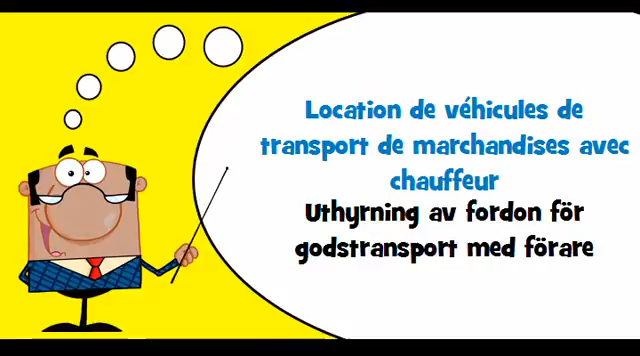 Location de véhicules de
transport de marchandises avec
chauffeur
Uthyrning av fordon för
godstransport med förare